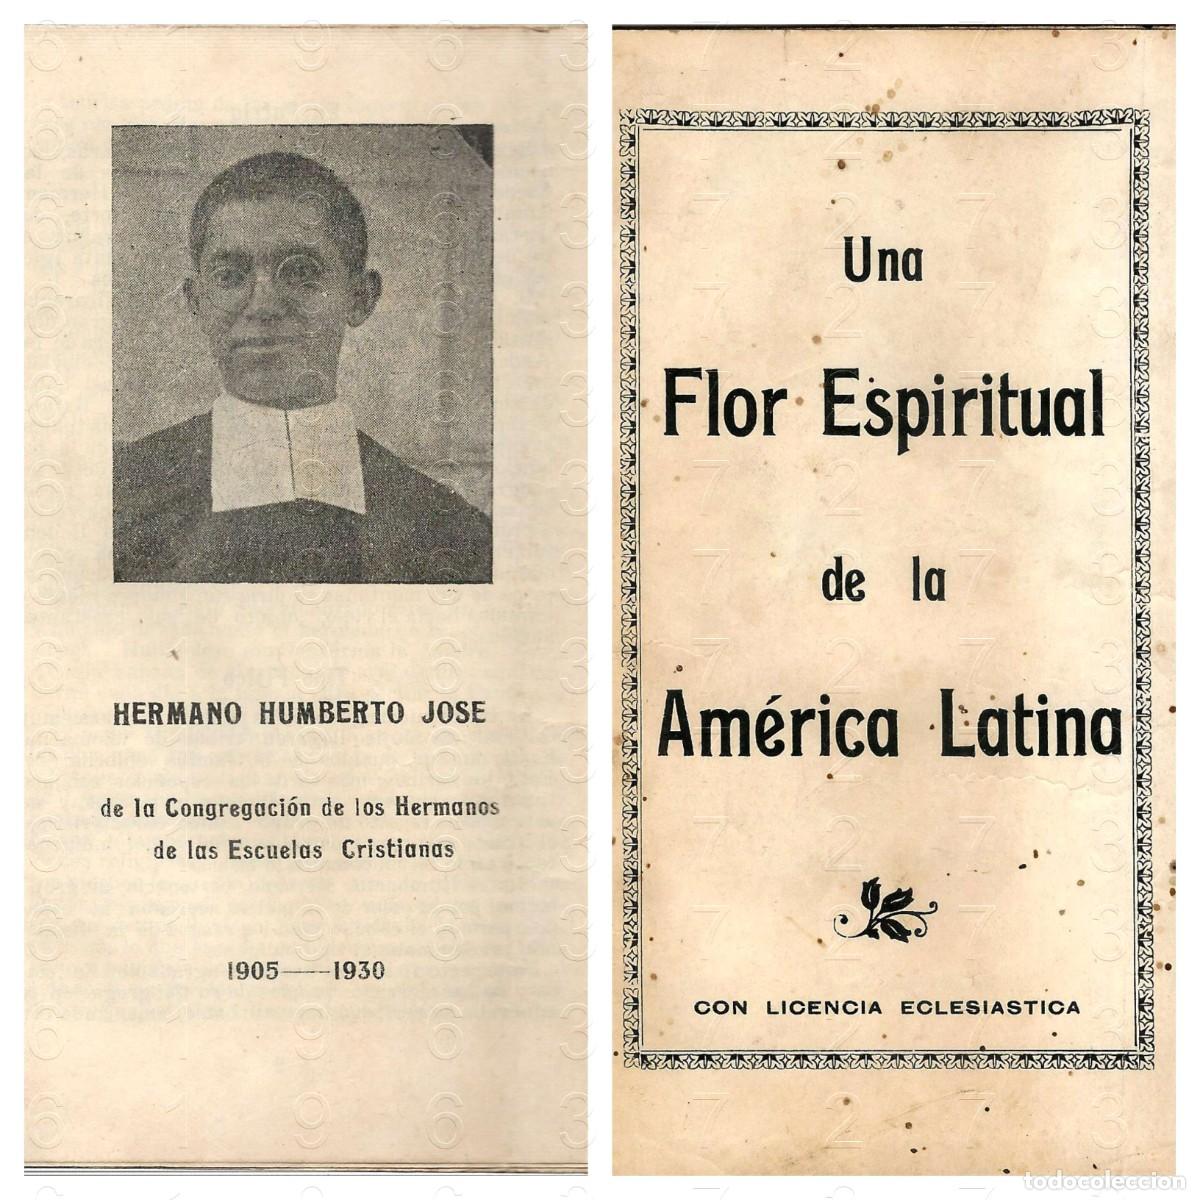 HERMANO HUMBERTO JOSE
de la Congregación de los Hermanos
de las Escuelas Cristianas
1905—1930
Una
Flor Espiritual
de la
América Latina
CON LICENCIA ECLESIASTICA
todocoleccion